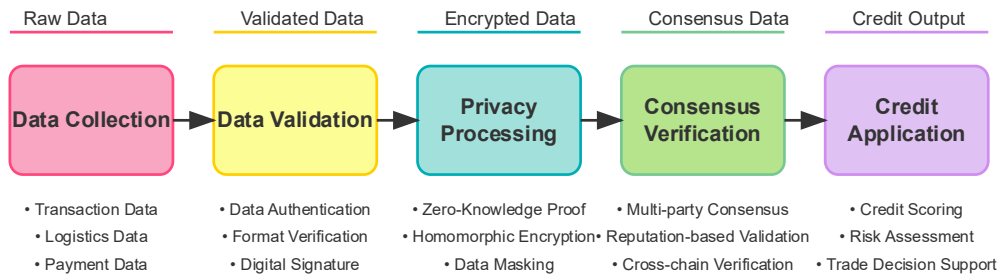 Raw Data
Validated Data
Encrypted Data
Consensus Data
Credit Output
Data Collection
Data Validation
Privacy
Processing
Consensus
Verification
Credit
Application
• Transaction Data
• Logistics Data
• Payment Data
• Data Authentication
• Format Verification
• Digital Signature
• Zero-Knowledge Proof
• Homomorphic Encryption
• Data Masking
• Multi-party Consensus
• Reputation-based Validation
• Cross-chain Verification
• Credit Scoring
• Risk Assessment
• Trade Decision Support